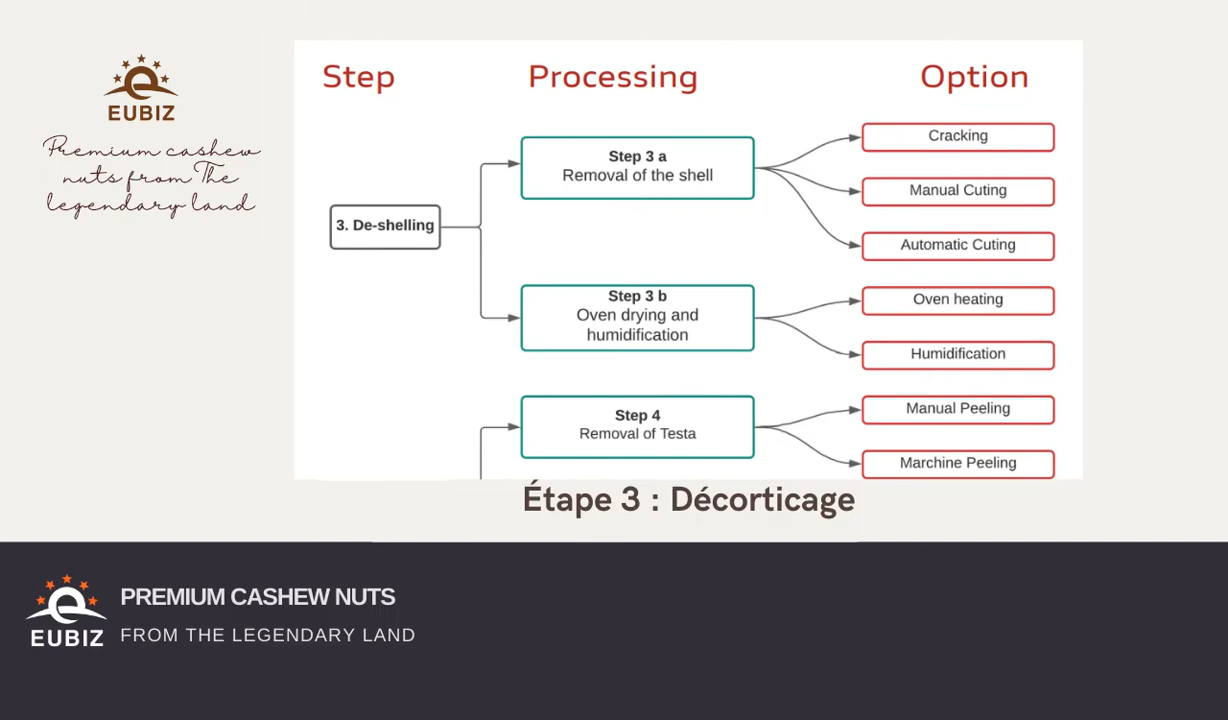 EUBIZ
Premium cashew
nuts from The
legendary land
Step
Processing
Option
3. De-shelling
Step 3 a
Removal of the shell
Cracking
Manual Cuting
Automatic Cuting
Step 3 b
Oven drying and
humidification
Oven heating
Humidification
Step 4
Removal of Testa
Manual Peeling
Marchine Peeling
Étape 3 : Décorticage
EUBIZ
PREMIUM CASHEW NUTS
FROM THE LEGENDARY LAND